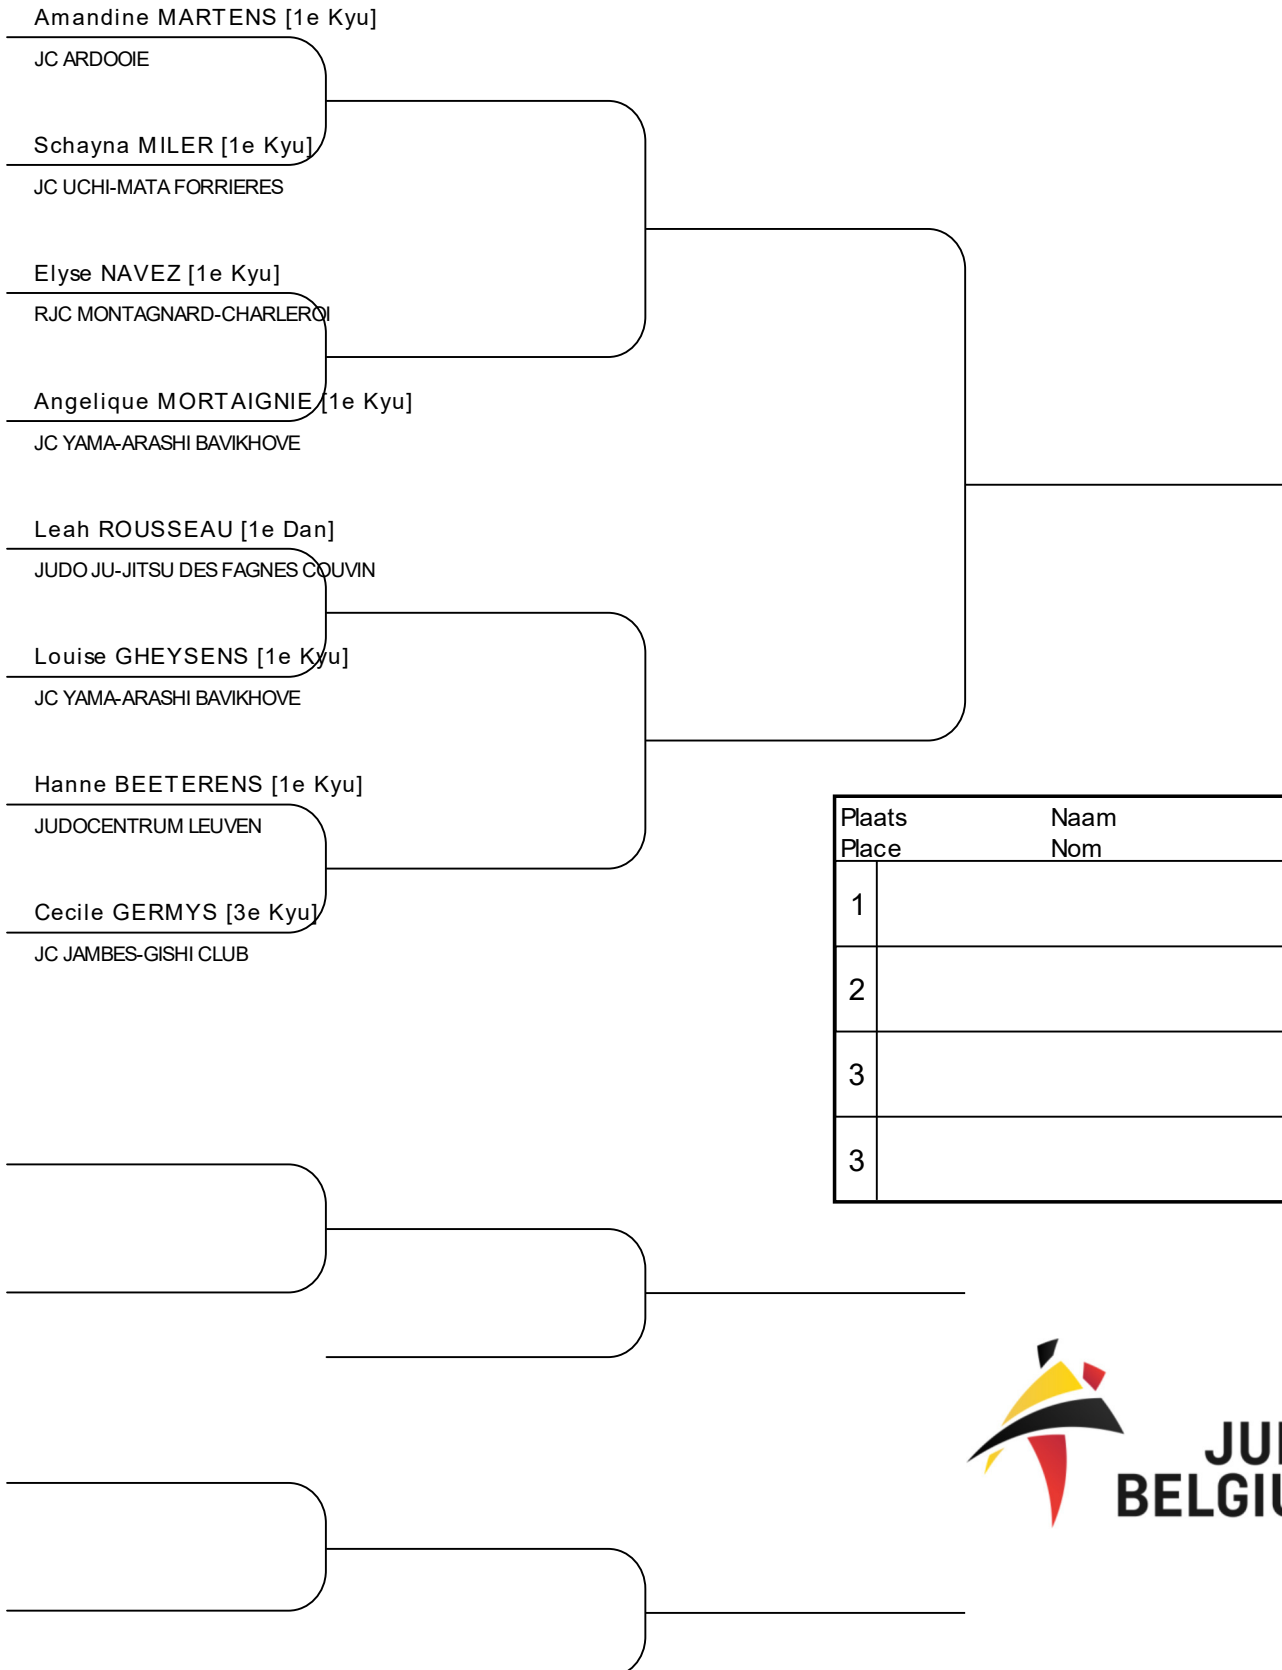 Amandine MARTENS [1e Kyu]
JC ARDOOIE
Schayna MILER [1e Kyu]
JC UCHI-MATA FORRIERES
Elyse NAVEZ [1e Kyu]
RJC MONTAGNARD-CHARLEROI
Angelique MORTAIGNIE [1e Kyu]
JC YAMA-ARASHI BAVIKHOVE
Leah ROUSSEAU [1e Dan]
JUDO JU-JITSU DES FAGNES COUVIN
Louise GHEYSENS [1e Kyu]
JC YAMA-ARASHI BAVIKHOVE
Hanne BEETERENS [1e Kyu]
JUDOCENTRUM LEUVEN
Cecile GERMYS [3e Kyu]
JC JAMBES-GISHI CLUB
Plaats Naam
Place Nom
1
2
3
3